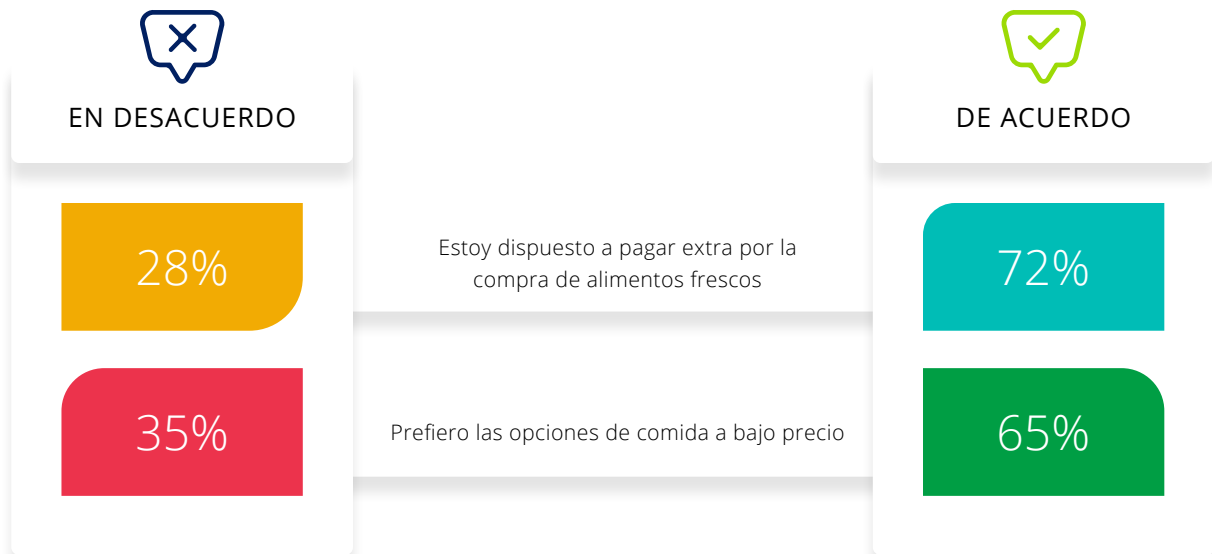 EN DESACUERDO
DE ACUERDO
28%
Estoy dispuesto a pagar extra por la
compra de alimentos frescos
72%
35%
Prefiero las opciones de comida a bajo precio
65%